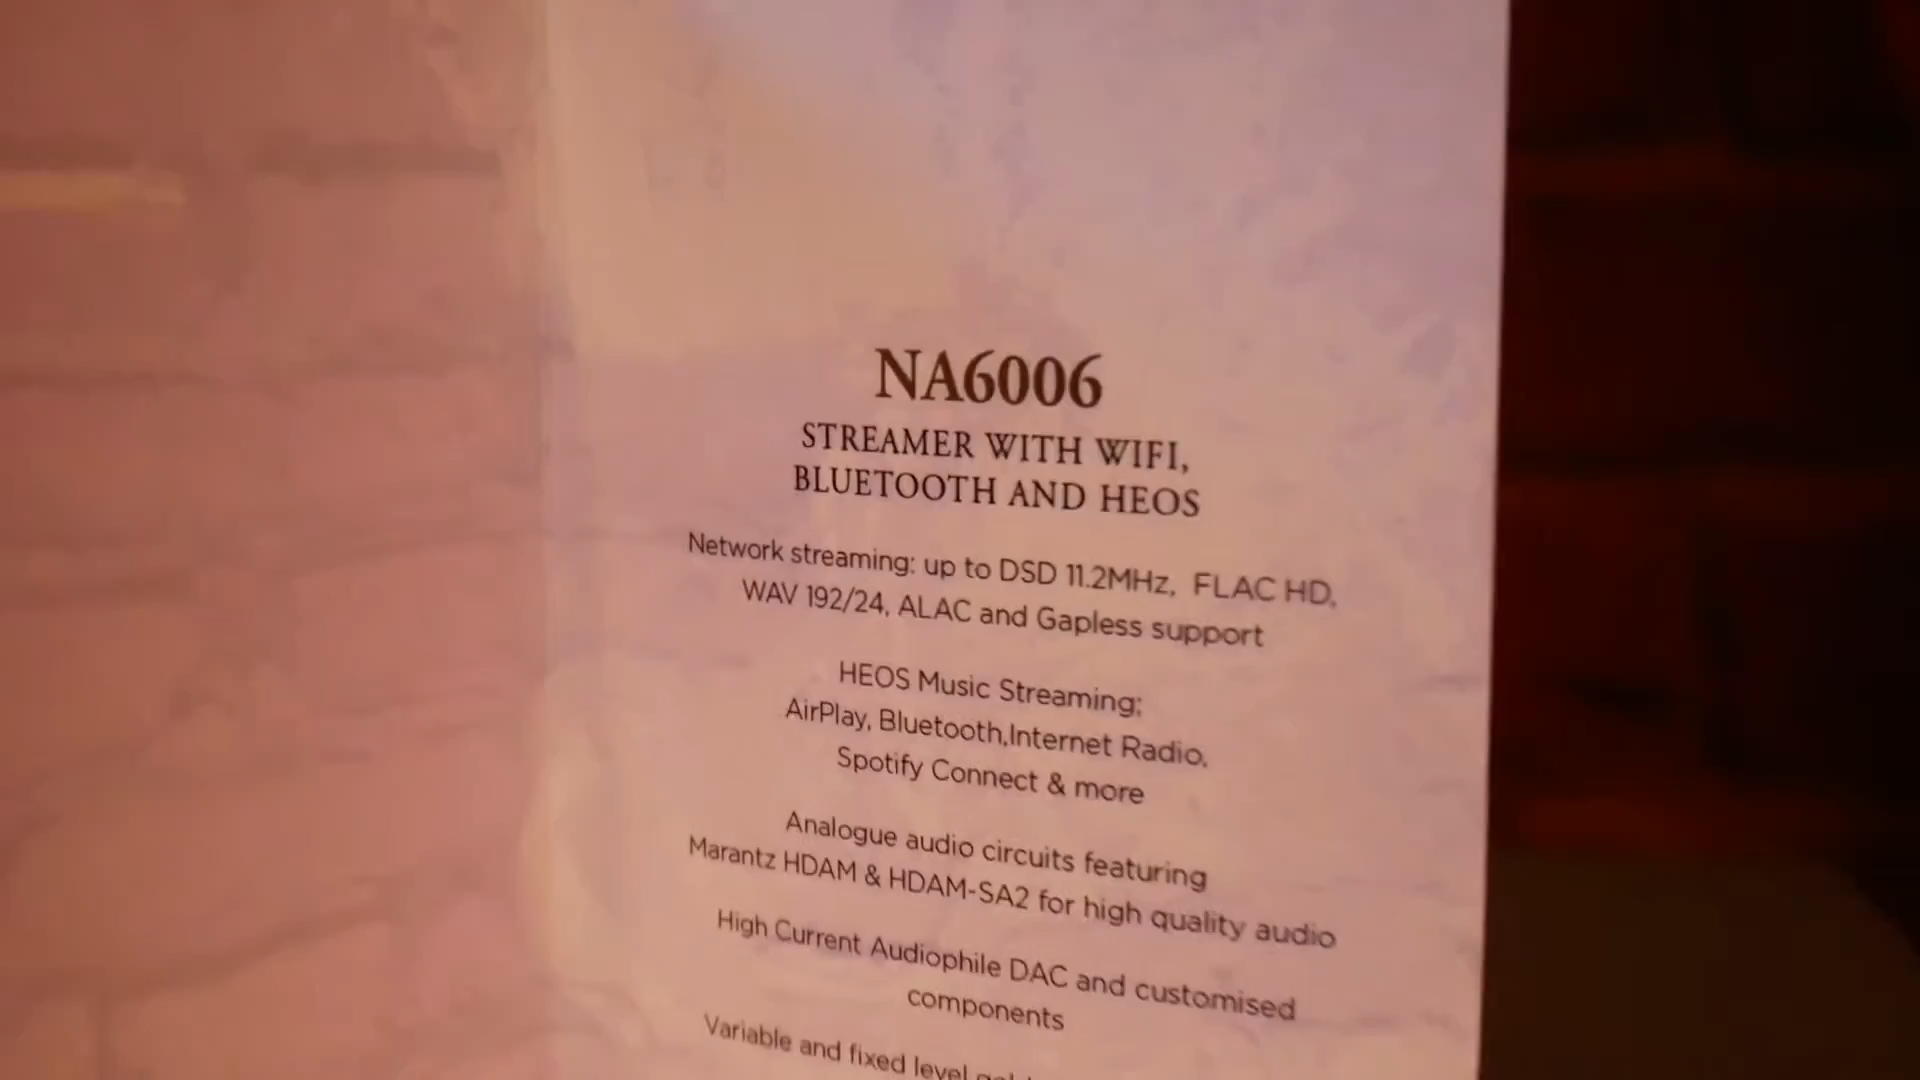 NA6006
STREAMER WITH WIFI,
BLUETOOTH AND HEOS
Network streaming: up to DSD 11.2MHz, FLAC HD,
WAV 192/24, ALAC and Gapless support
HEOS Music Streaming;
AirPlay, Bluetooth,Internet Radio,
Spotify Connect & more
Analogue audio circuits featuring
Marantz HDAM & HDAM-SA2 for high quality audio
High Current Audiophile DAC and customised
components
Variable and fixed level